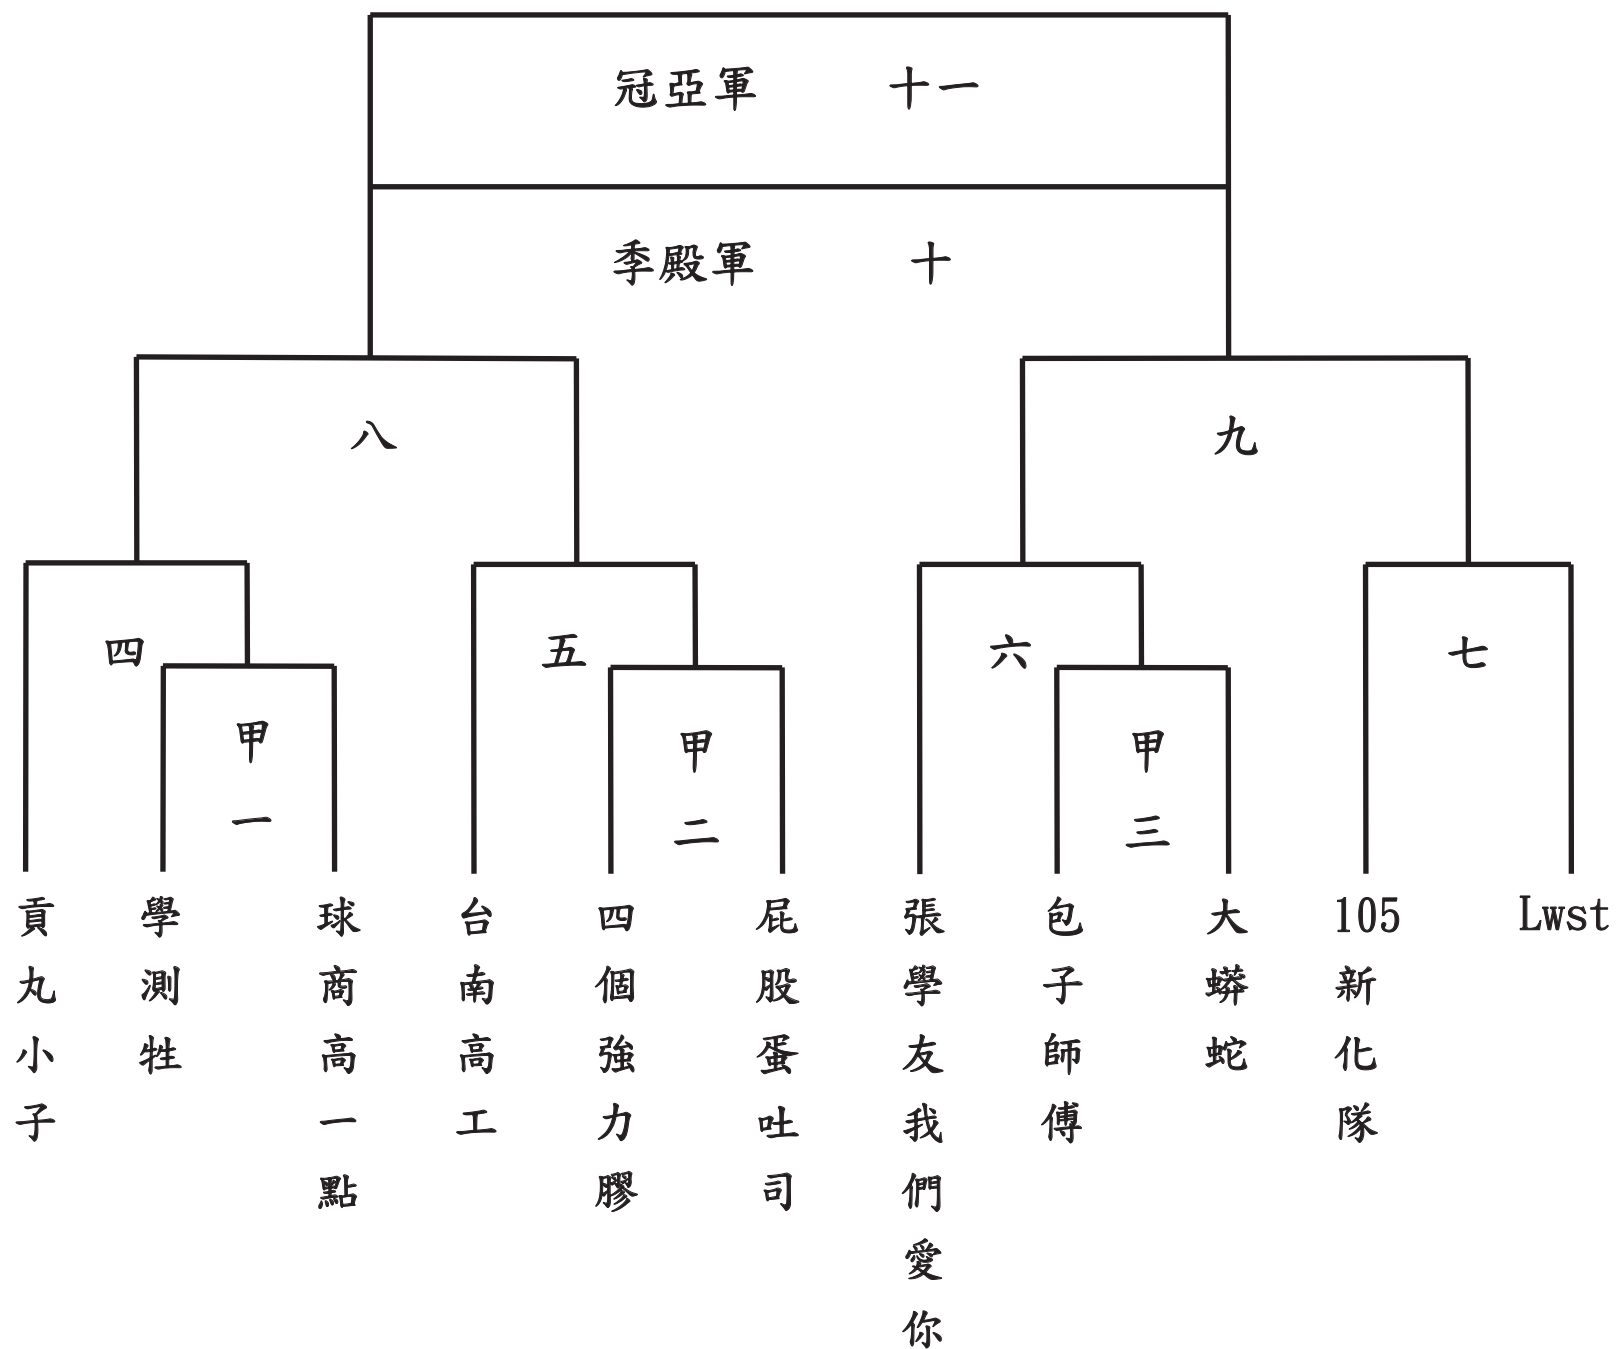 冠亞軍 十一
季殿軍 十
八
九
四
五
六
七
甲一
甲二
甲三
貢丸小子
學測牲
球商高一點
台南高工
四個強力膠
屁股蛋吐司
張學友我們愛你
包子師傅
大蟒蛇
105新化隊
Lwst